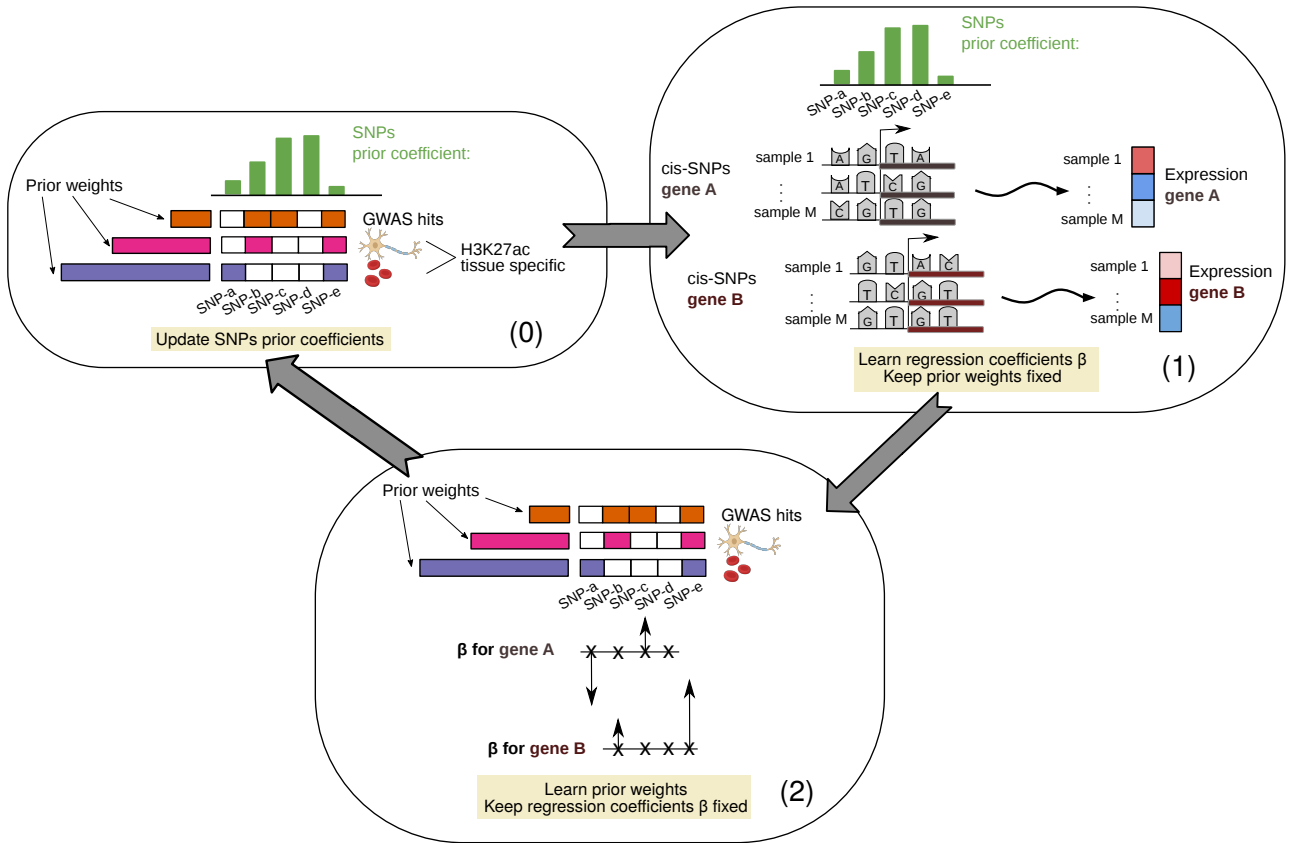 SNPs
prior coefficient:
Prior weights
GWAS hits
H3K27ac
tissue specific
SNP-a
SNP-b
SNP-c
SNP-d
SNP-e
Update SNPs prior coefficients
(0)
SNPs
prior coefficient:
SNP-a
SNP-b
SNP-c
SNP-d
SNP-e
cis-SNPs
gene A
sample 1
A G T A
⋮
A T C G
sample M
C G T G
sample 1
⋮
sample M
Expression
gene A
cis-SNPs
gene B
sample 1
G T A C
⋮
T C G T
sample M
G T G T
sample 1
⋮
sample M
Expression
gene B
Learn regression coefficients β
Keep prior weights fixed
(1)
Prior weights
GWAS hits
SNP-a
SNP-b
SNP-c
SNP-d
SNP-e
β for gene A
X X X X
β for gene B
X X X X
Learn prior weights
Keep regression coefficients β fixed
(2)